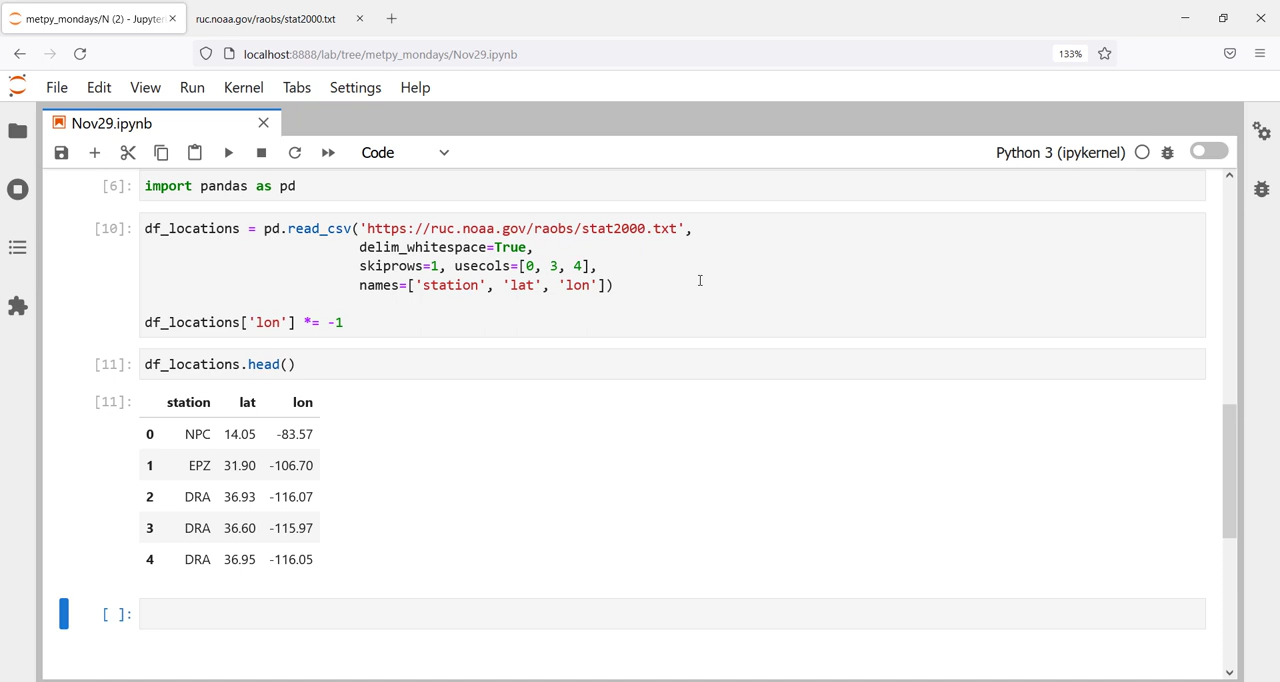 metpy_mondays/N (2) - Jupyter
ruc.noaa.gov/raobs/stat2000.txt
localhost:8888/lab/tree/metpy_mondays/Nov29.ipynb
133%
File Edit View Run Kernel Tabs Settings Help
Nov29.ipynb
Code
Python 3 (ipykernel)
[6]: import pandas as pd
[10]: df_locations = pd.read_csv('https://ruc.noaa.gov/raobs/stat2000.txt',
delim_whitespace=True,
skiprows=1, usecols=[0, 3, 4],
names=['station', 'lat', 'lon'])
df_locations['lon'] *= -1
[11]: df_locations.head()
[11]: station lat lon
0 NPC 14.05 -83.57
1 EPZ 31.90 -106.70
2 DRA 36.93 -116.07
3 DRA 36.60 -115.97
4 DRA 36.95 -116.05
[ ]: